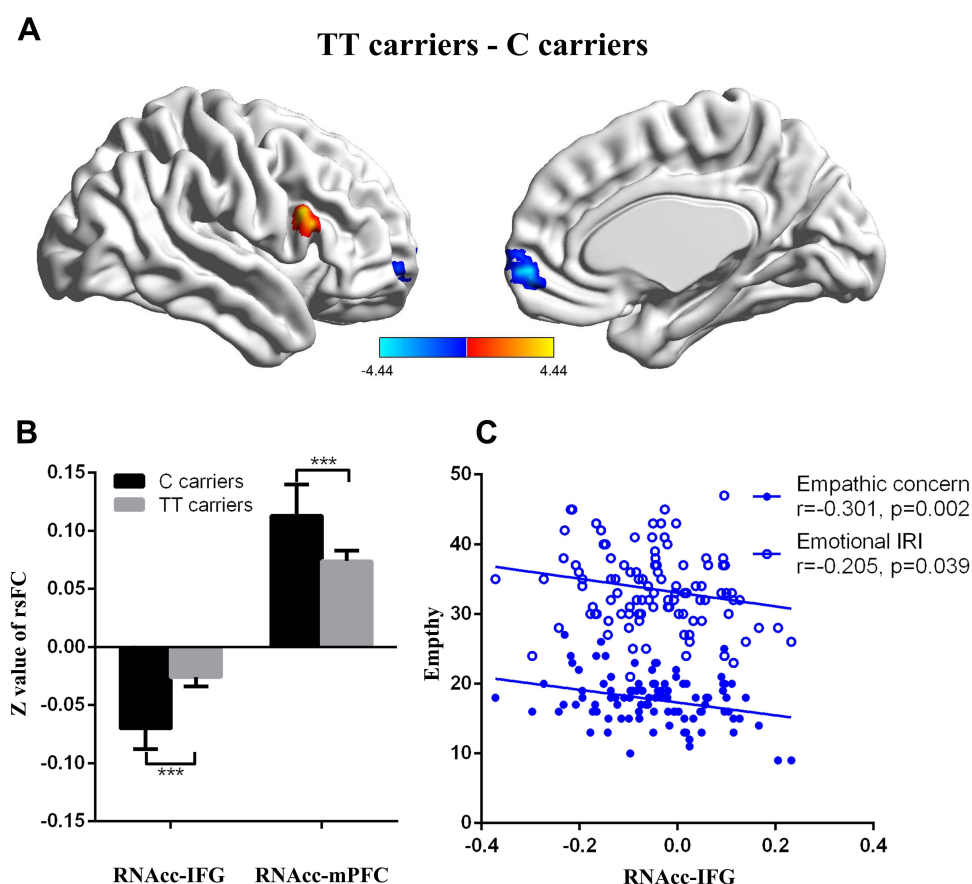 A
TT carriers - C carriers
-4.44
4.44
B
C carriers
TT carriers
***
***
0.15
0.10
0.05
0.00
-0.05
-0.10
-0.15
Z value of rsFC
RNAcc-IFG
RNAcc-mPFC
C
Empathic concern
r=-0.301, p=0.002
Emotional IRI
r=-0.205, p=0.039
50
40
30
20
10
0
Empthy
-0.4
-0.2
0.0
0.2
0.4
RNAcc-IFG